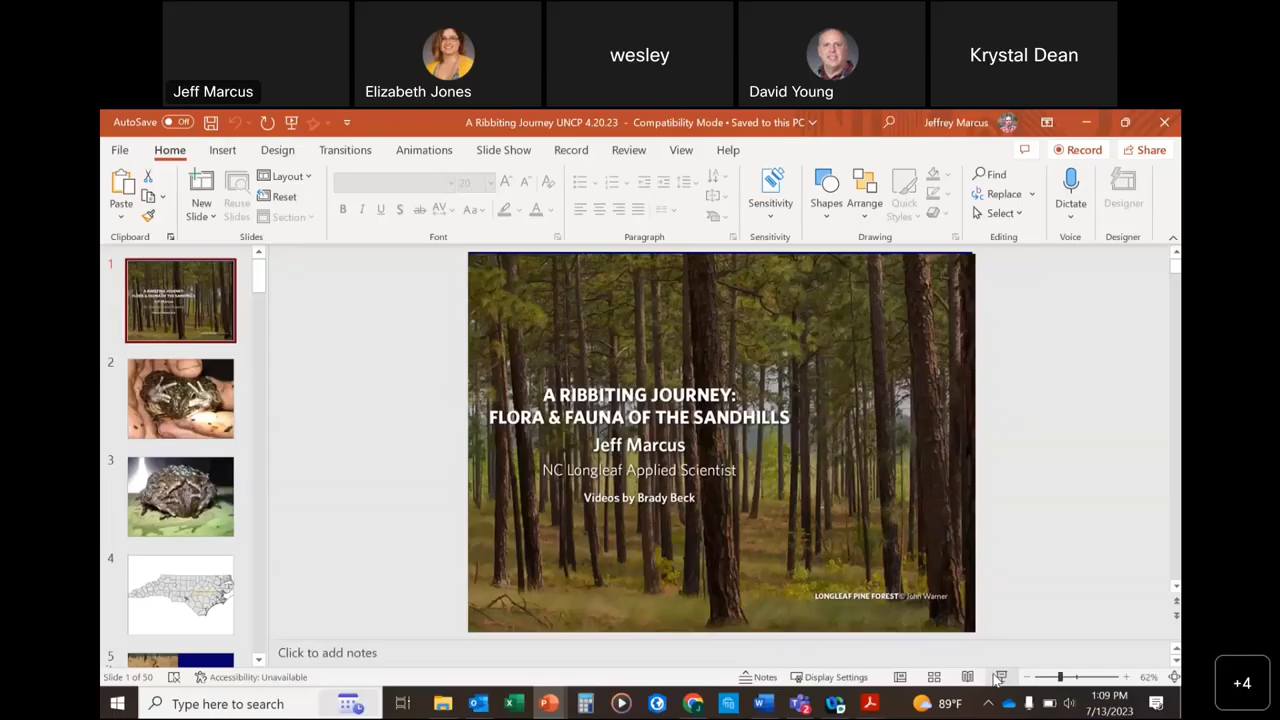 Jeff Marcus
Elizabeth Jones
wesley
David Young
Krystal Dean
AutoSave Off
A Ribbiting Journey UNCP 4.20.23 - Compatibility Mode • Saved to this PC
Jeffrey Marcus
File Home Insert Design Transitions Animations Slide Show Record Review View Help
Record Share
Paste
New
Slide
Reuse
Slides
Layout
Reset
Section
20
B I U S ab AV Aa A
Sensitivity
Shapes
Arrange
Quick
Styles
Find
Replace
Select
Dictate
Designer
Clipboard Slides Font Paragraph Sensitivity Drawing Editing Voice Designer
1
2
3
4
5
A RIBBITING JOURNEY:
FLORA & FAUNA OF THE SANDHILLS
Jeff Marcus
NC Longleaf Applied Scientist
Videos by Brady Beck
LONGLEAF PINE FOREST © John Warner
Click to add notes
Slide 1 of 50 Accessibility: Unavailable
Notes Display Settings 62%
Type here to search
89°F
1:09 PM
7/13/2023
+4